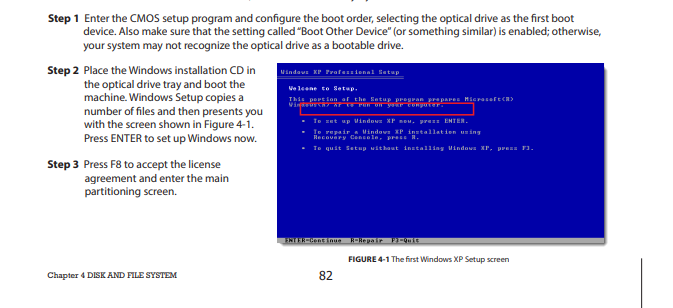 Step 1 Enter the CMOS setup program and configure the boot order, selecting the optical drive as the first boot
device. Also make sure that the setting called “Boot Other Device” (or something similar) is enabled; otherwise,
your system may not recognize the optical drive as a bootable drive.
Step 2 Place the Windows installation CD in
the optical drive tray and boot the
machine. Windows Setup copies a
number of files and then presents you
with the screen shown in Figure 4-1.
Press ENTER to set up Windows now.
Step 3 Press F8 to accept the license
agreement and enter the main
partitioning screen.
Windows XP Professional Setup
Welcome to Setup.
This portion of the Setup program prepares Microsoft(R)
Windows(R) XP to run on your computer.
• To set up Windows XP now, press ENTER.
• To repair a Windows XP installation using
Recovery Console, press R.
• To quit Setup without installing Windows XP, press F3.
ENTER=Continue R=Repair F3=Quit
FIGURE 4-1 The first Windows XP Setup screen
Chapter 4 DISK AND FILE SYSTEM
82